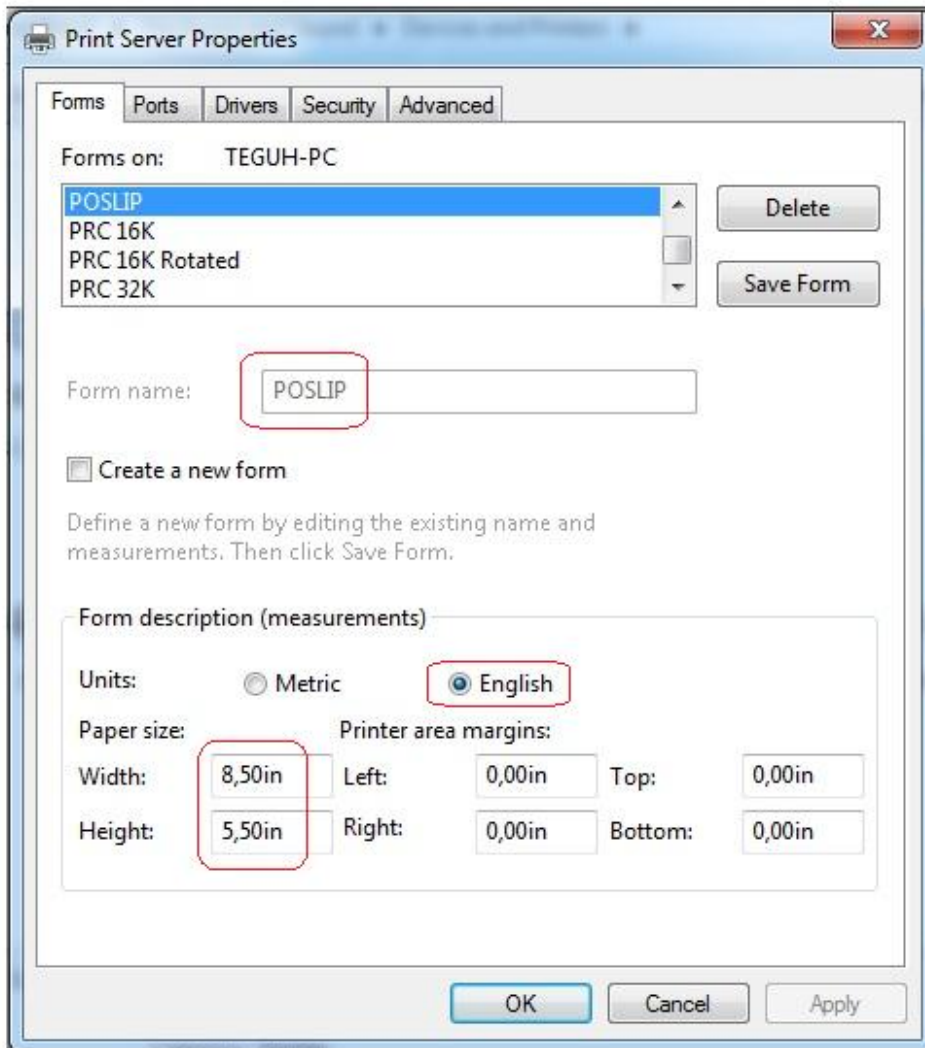 Print Server Properties
Forms Ports Drivers Security Advanced
Forms on: TEGUH-PC
POSLIP
PRC 16K
PRC 16K Rotated
PRC 32K
Delete
Save Form
Form name: POSLIP
Create a new form
Define a new form by editing the existing name and
measurements. Then click Save Form.
Form description (measurements)
Units: Metric English
Paper size: Printer area margins:
Width: 8,50in Left: 0,00in Top: 0,00in
Height: 5,50in Right: 0,00in Bottom: 0,00in
OK Cancel Apply